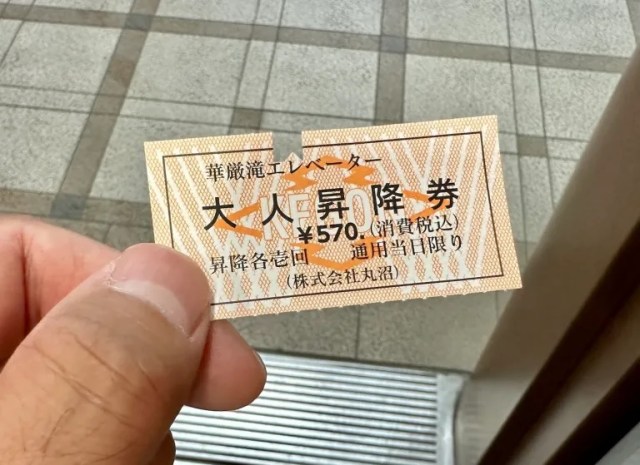 華厳滝エレベーター
大人昇降券
¥570.(消費税込)
昇降各壱回　通用当日限り
(株式会社丸沼)